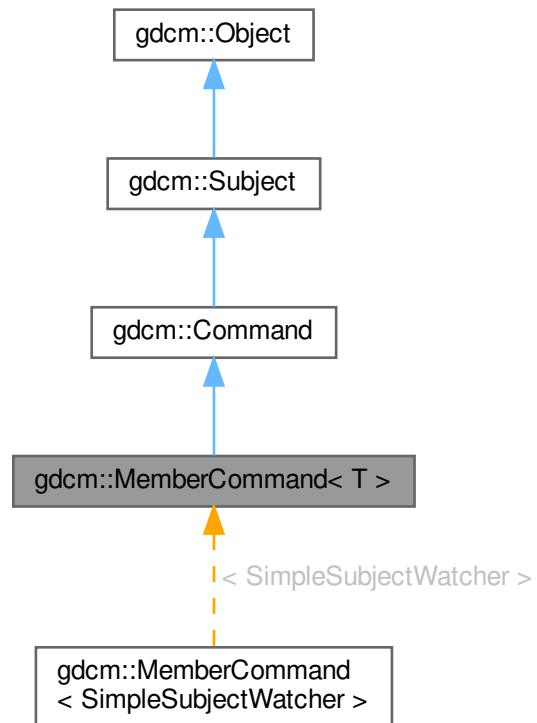 gdcm::Object
gdcm::Subject
gdcm::Command
gdcm::MemberCommand< T >
< SimpleSubjectWatcher >
gdcm::MemberCommand
< SimpleSubjectWatcher >